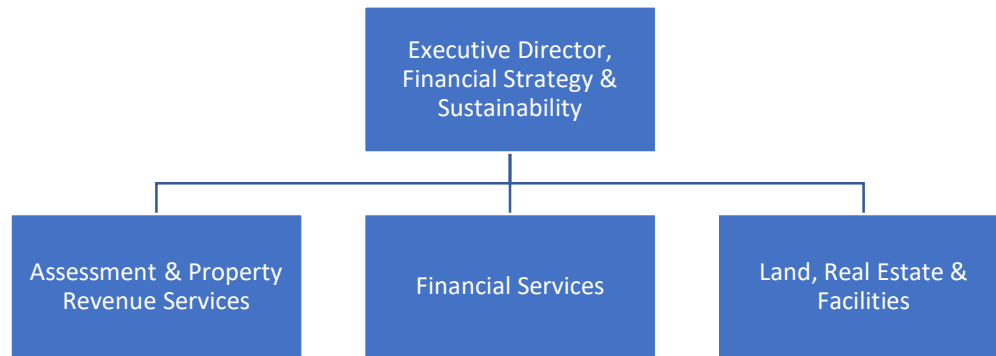 Executive Director,
Financial Strategy &
Sustainability
Assessment & Property
Revenue Services
Financial Services
Land, Real Estate &
Facilities